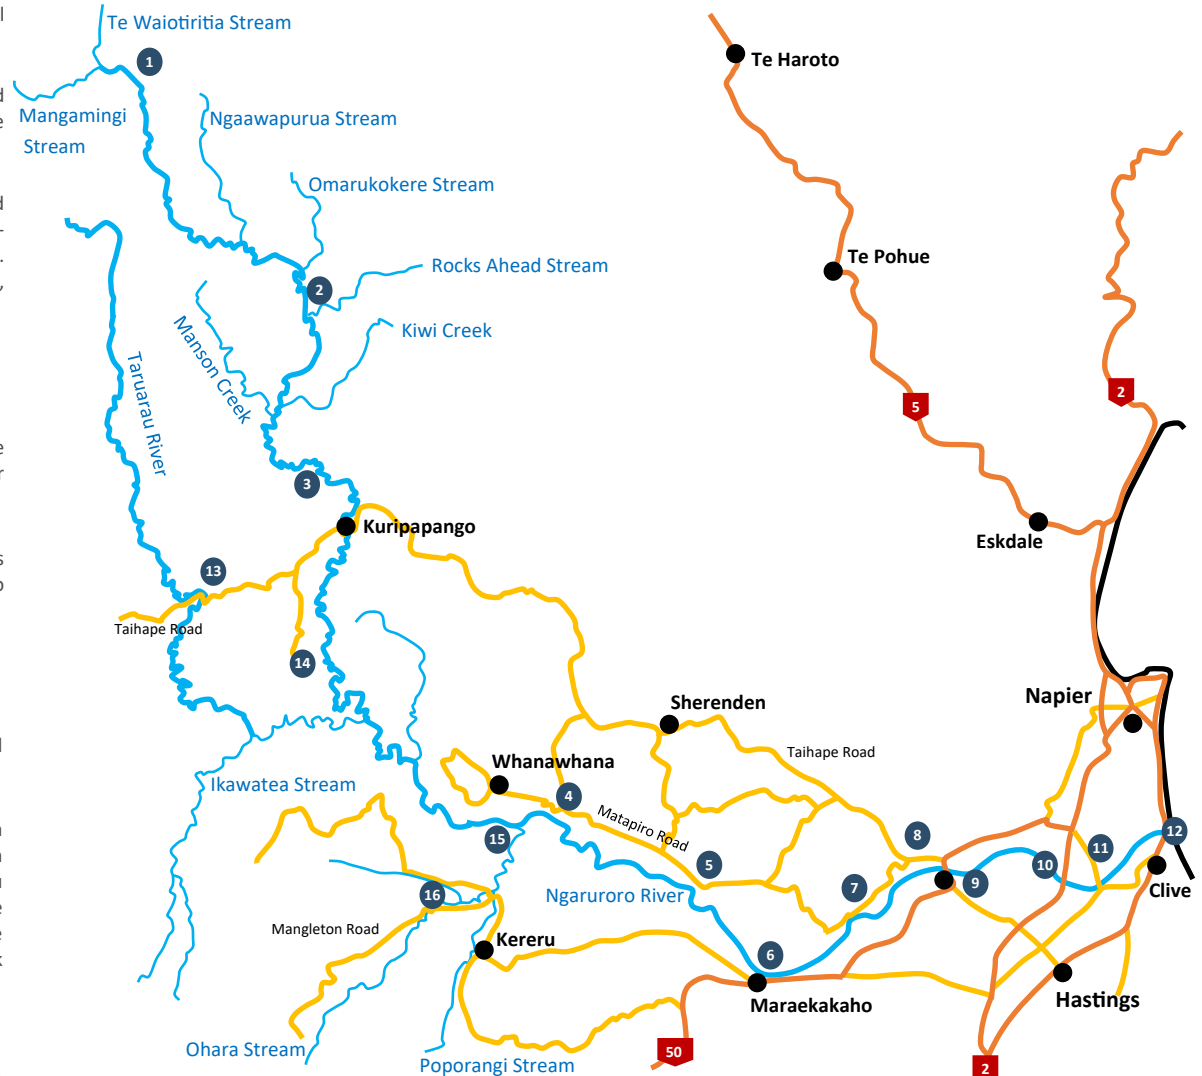 Te Waiotiritia Stream
1
Te Haroto
Mangamingi
Stream
Ngaawapurua Stream
Omarukokere Stream
Te Pohue
Rocks Ahead Stream
2
Manson Creek
Kiwi Creek
Taruarau River
5
2
3
Kuripapango
Eskdale
13
Taihape Road
14
Napier
Sherenden
Taihape Road
Whanawhana
Ikawatea Stream
4
Matapiro Road
15
5
8
12
11
10
9
7
16
Ngaruroro River
Clive
Mangleton Road
Kereru
6
Maraekakaho
Hastings
Ohara Stream
50
Poporangi Stream
2